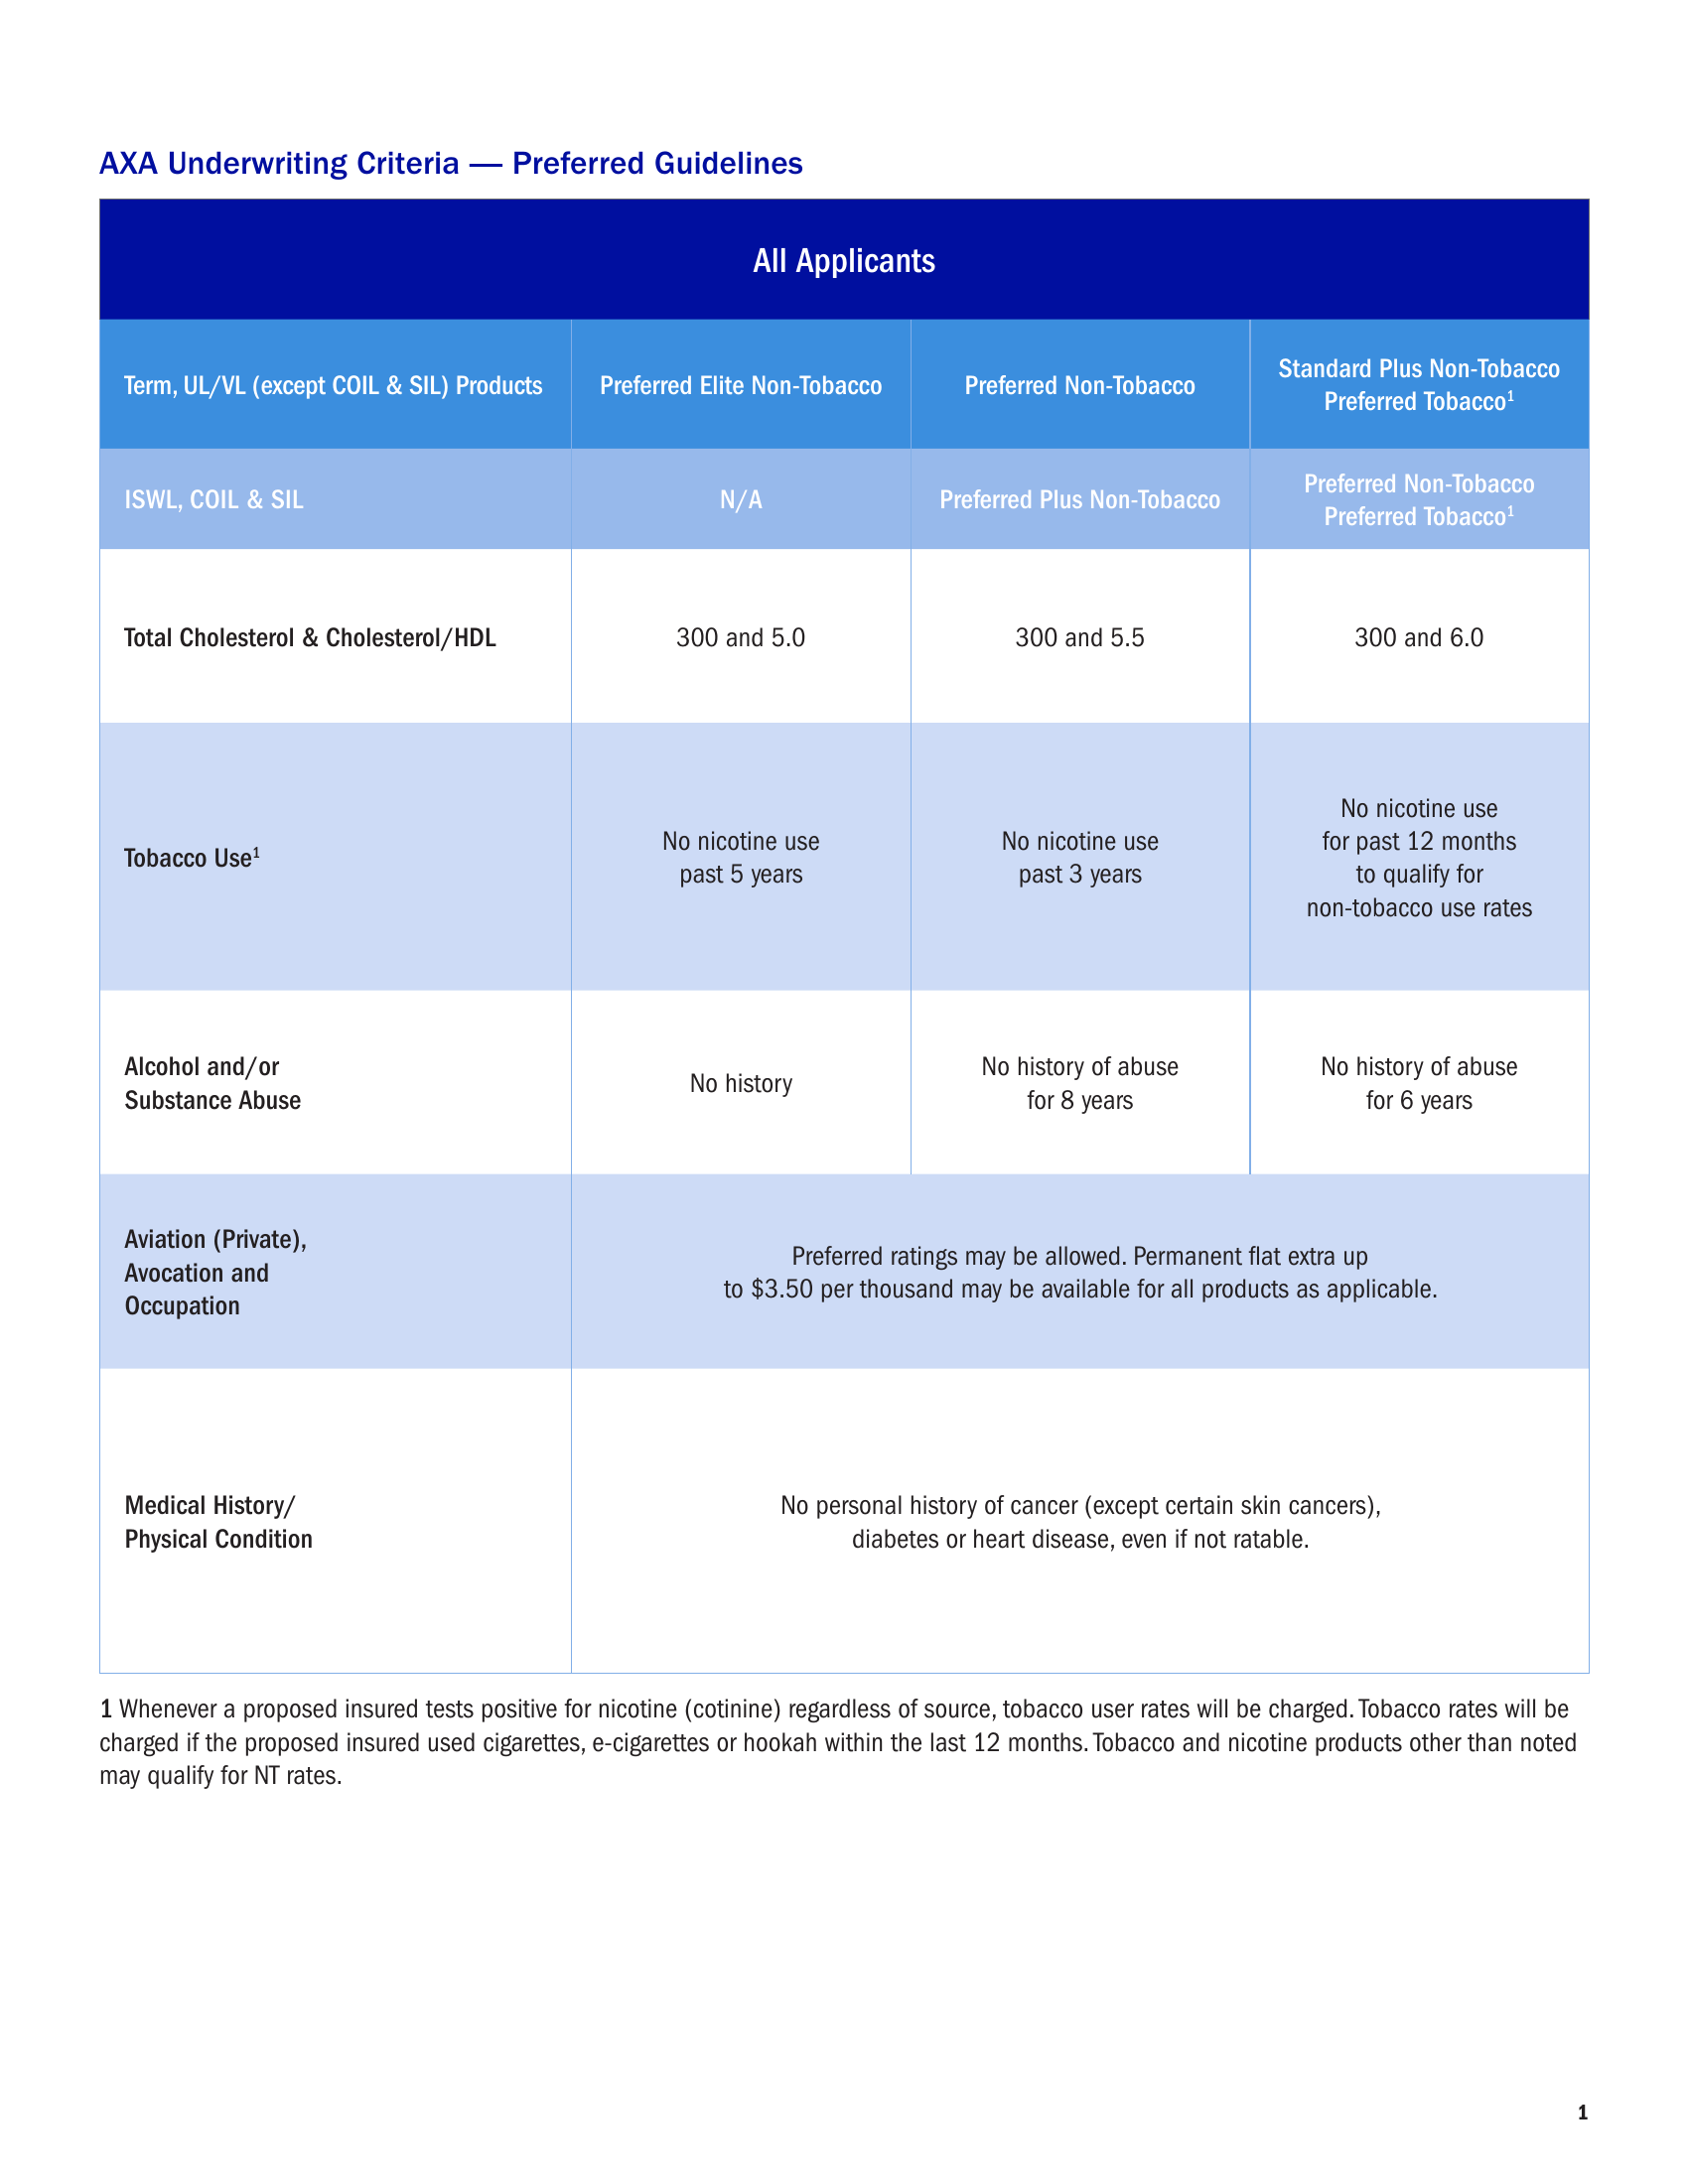 AXA Underwriting Criteria — Preferred Guidelines
All Applicants
Term, UL/VL (except COIL & SIL) Products
Preferred Elite Non-Tobacco
Preferred Non-Tobacco
Standard Plus Non-Tobacco
Preferred Tobacco¹
ISWL, COIL & SIL
N/A
Preferred Plus Non-Tobacco
Preferred Non-Tobacco
Preferred Tobacco¹
Total Cholesterol & Cholesterol/HDL
300 and 5.0
300 and 5.5
300 and 6.0
Tobacco Use¹
No nicotine use
past 5 years
No nicotine use
past 3 years
No nicotine use
for past 12 months
to qualify for
non-tobacco use rates
Alcohol and/or
Substance Abuse
No history
No history of abuse
for 8 years
No history of abuse
for 6 years
Aviation (Private),
Avocation and
Occupation
Preferred ratings may be allowed. Permanent flat extra up
to $3.50 per thousand may be available for all products as applicable.
Medical History/
Physical Condition
No personal history of cancer (except certain skin cancers),
diabetes or heart disease, even if not ratable.
1 Whenever a proposed insured tests positive for nicotine (cotinine) regardless of source, tobacco user rates will be charged. Tobacco rates will be
charged if the proposed insured used cigarettes, e-cigarettes or hookah within the last 12 months. Tobacco and nicotine products other than noted
may qualify for NT rates.
1